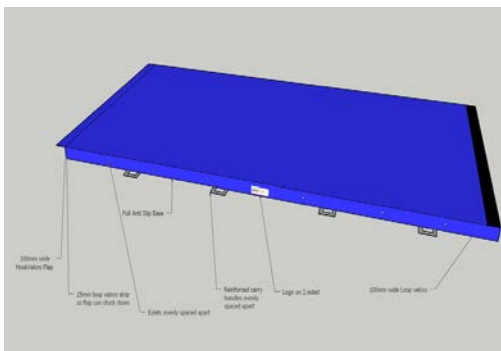 Full Anti Slip Base
100mm wide
Hook Velcro Flap
25mm loop velcro strip
so flap can stuck down
Eylets evenly spaced apart
Reinforced carry
handles evenly
spaced apart
Logo on 2 sided
100mm wide Loop velcro